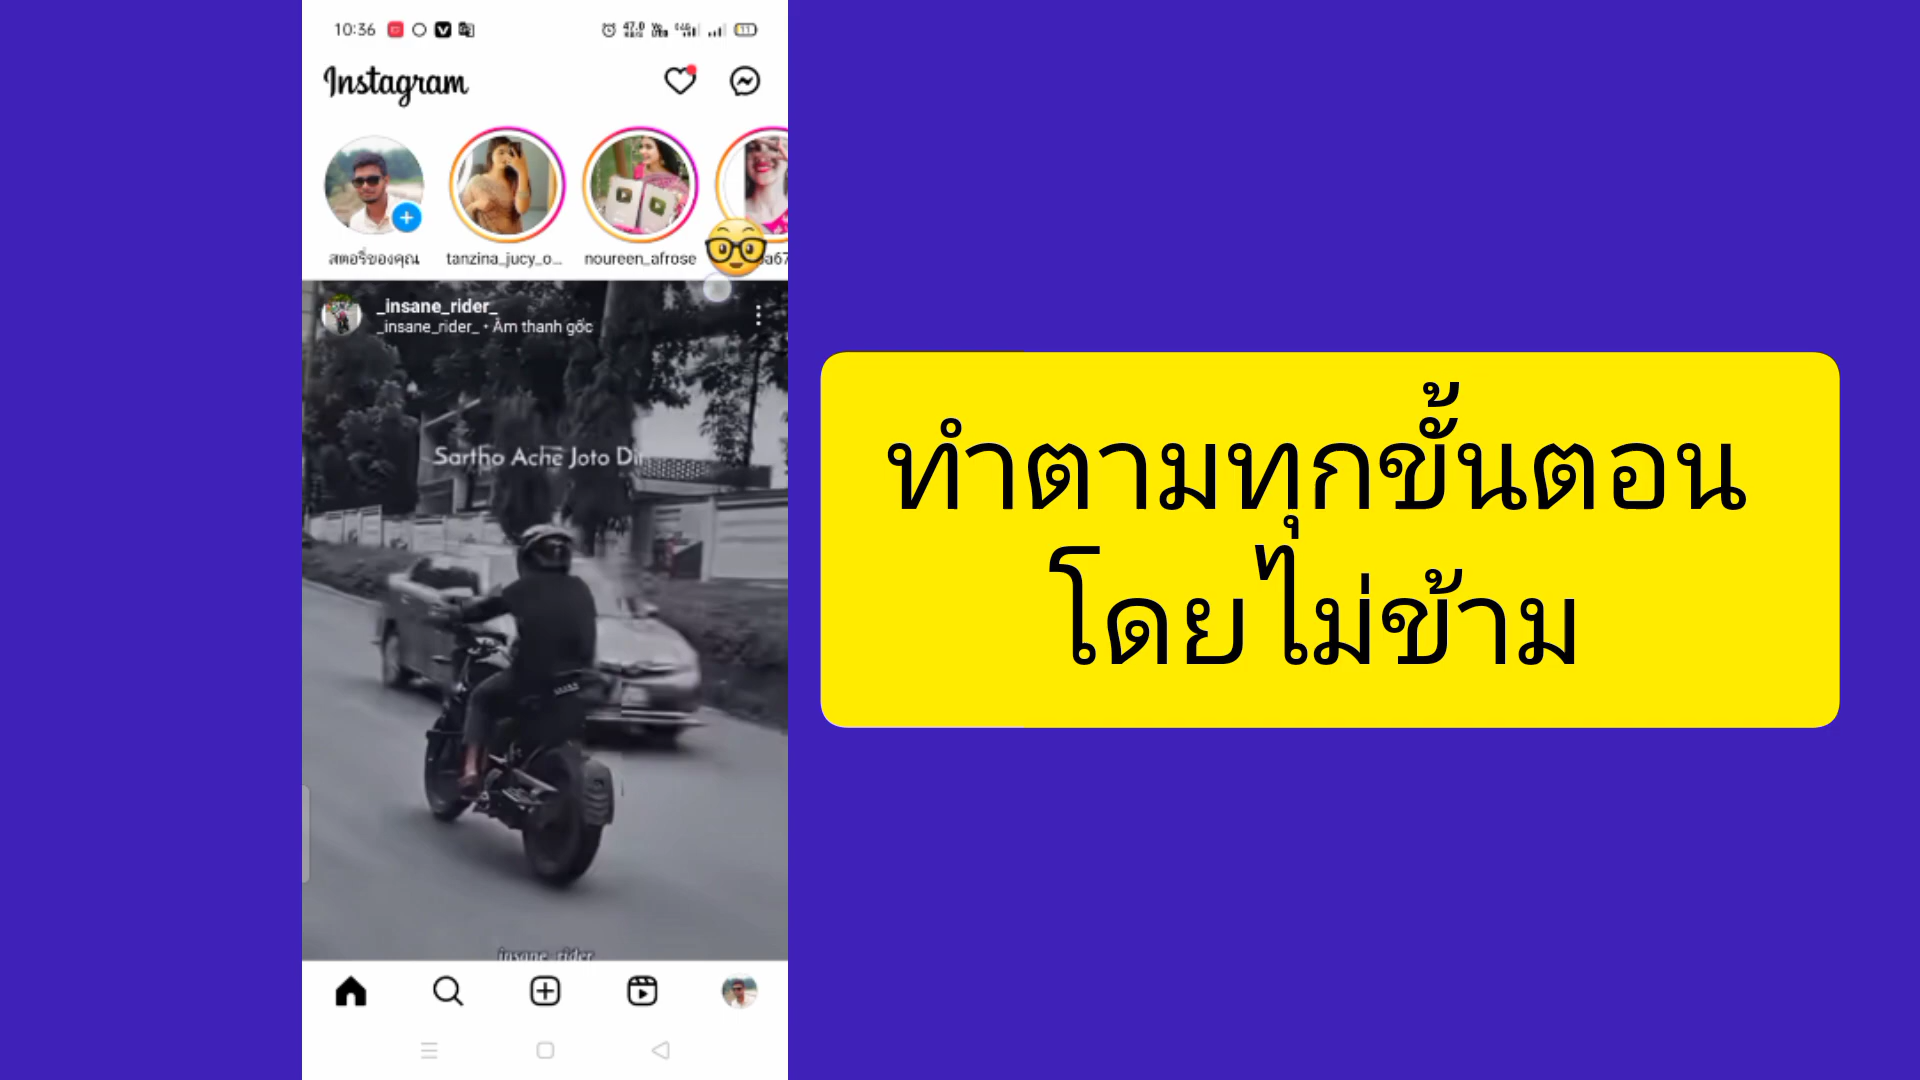 10:36
Instagram
สตอรี่ของคุณ
tanzina_jucy_o...
noureen_afrose
_insane_rider_
_insane_rider_ • Âm thanh gốc
Sartho Ache Joto Din
insane_rider
ทำตามทุกขั้นตอน
โดยไม่ข้าม